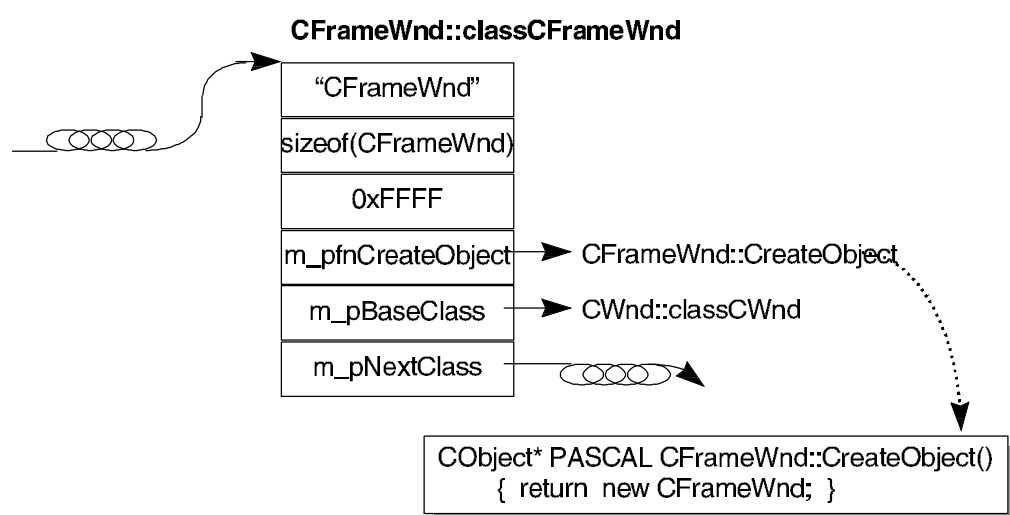 CFrameWnd::classCFrameWnd
“CFrameWnd”
sizeof(CFrameWnd)
0xFFFF
m_pfnCreateObject
CFrameWnd::CreateObject
m_pBaseClass
CWnd::classCWnd
m_pNextClass
CObject* PASCAL CFrameWnd::CreateObject()
{ return new CFrameWnd; }